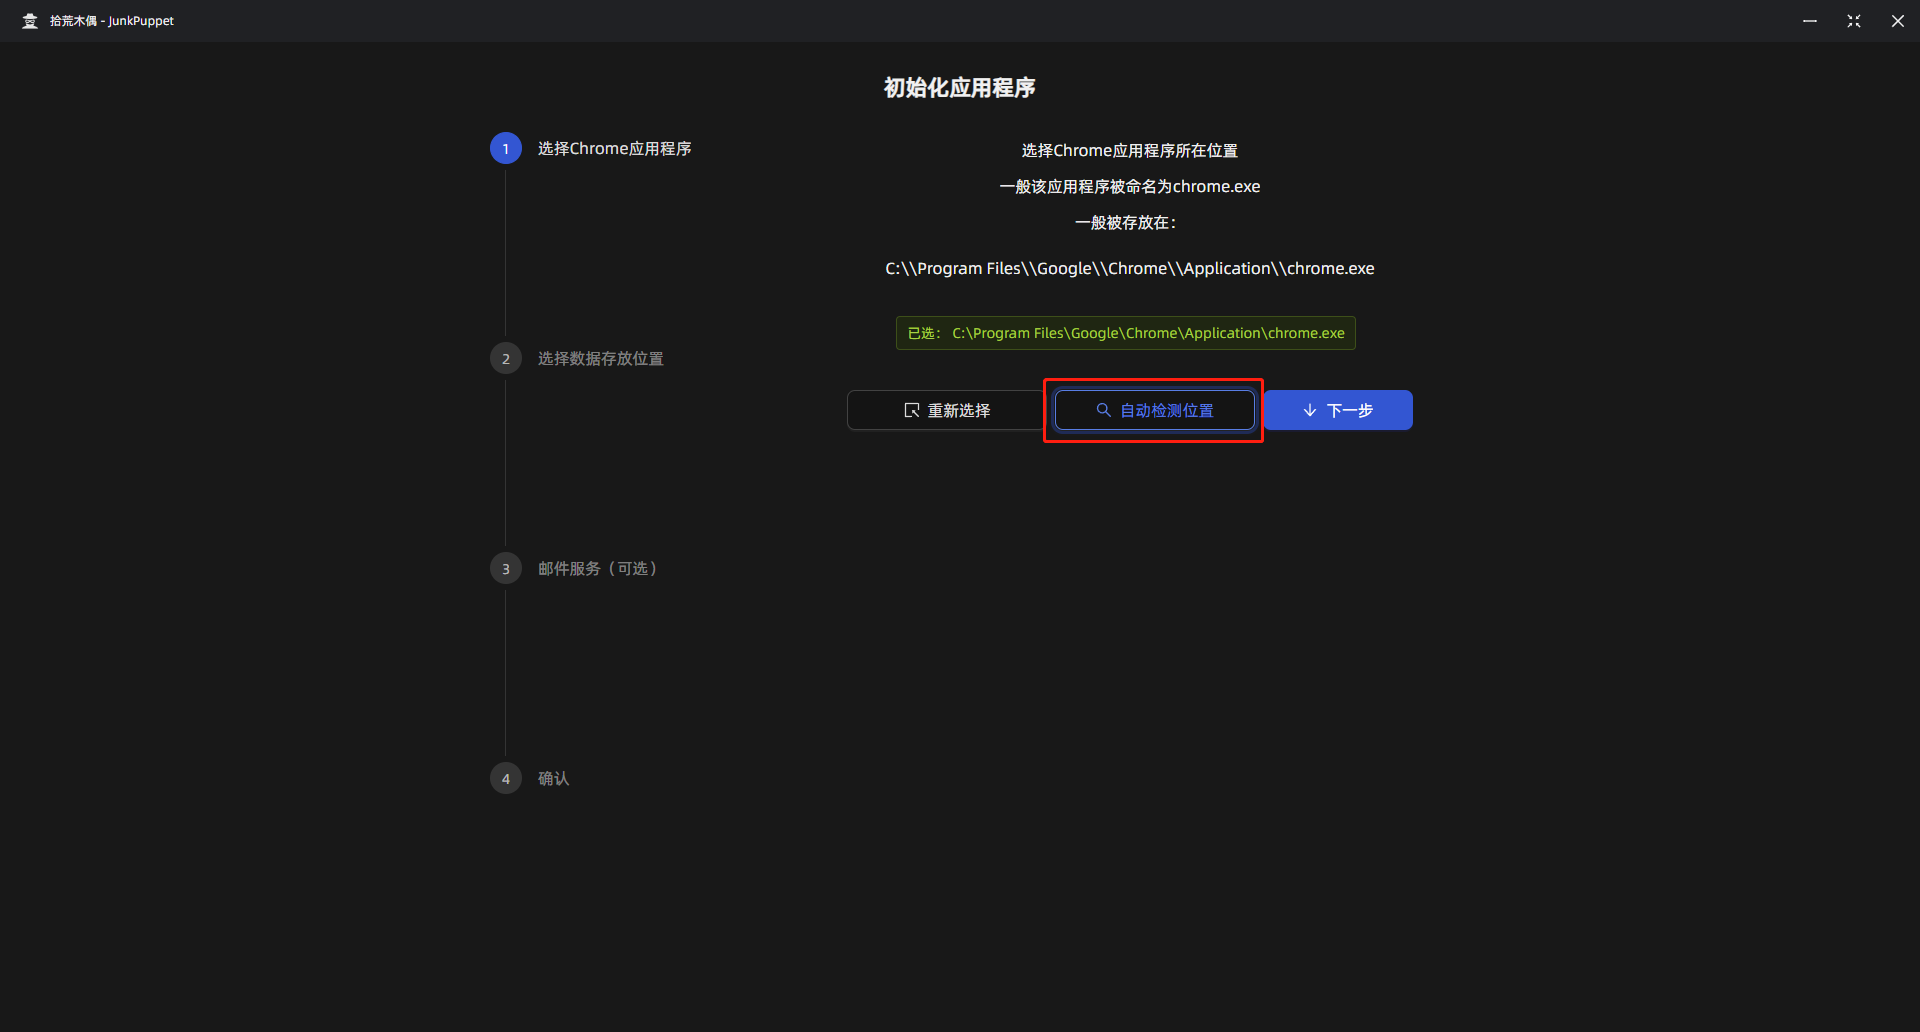 拾荒木偶 - JunkPuppet
初始化应用程序
1 选择Chrome应用程序
选择Chrome应用程序所在位置
一般该应用程序被命名为chrome.exe
一般被存放在：
C:\\Program Files\\Google\\Chrome\\Application\\chrome.exe
已选： C:\Program Files\Google\Chrome\Application\chrome.exe
重新选择 自动检测位置 下一步
2 选择数据存放位置
3 邮件服务（可选）
4 确认